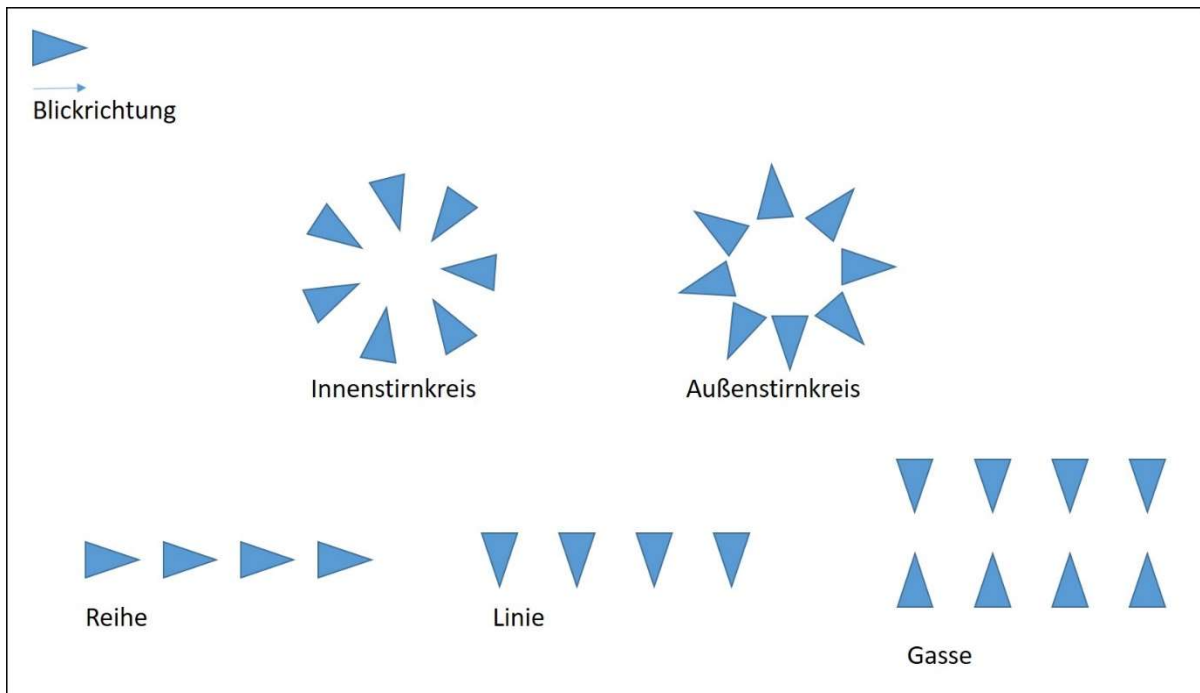 Blickrichtung
Innenstirnkreis
Außenstirnkreis
Reihe
Linie
Gasse